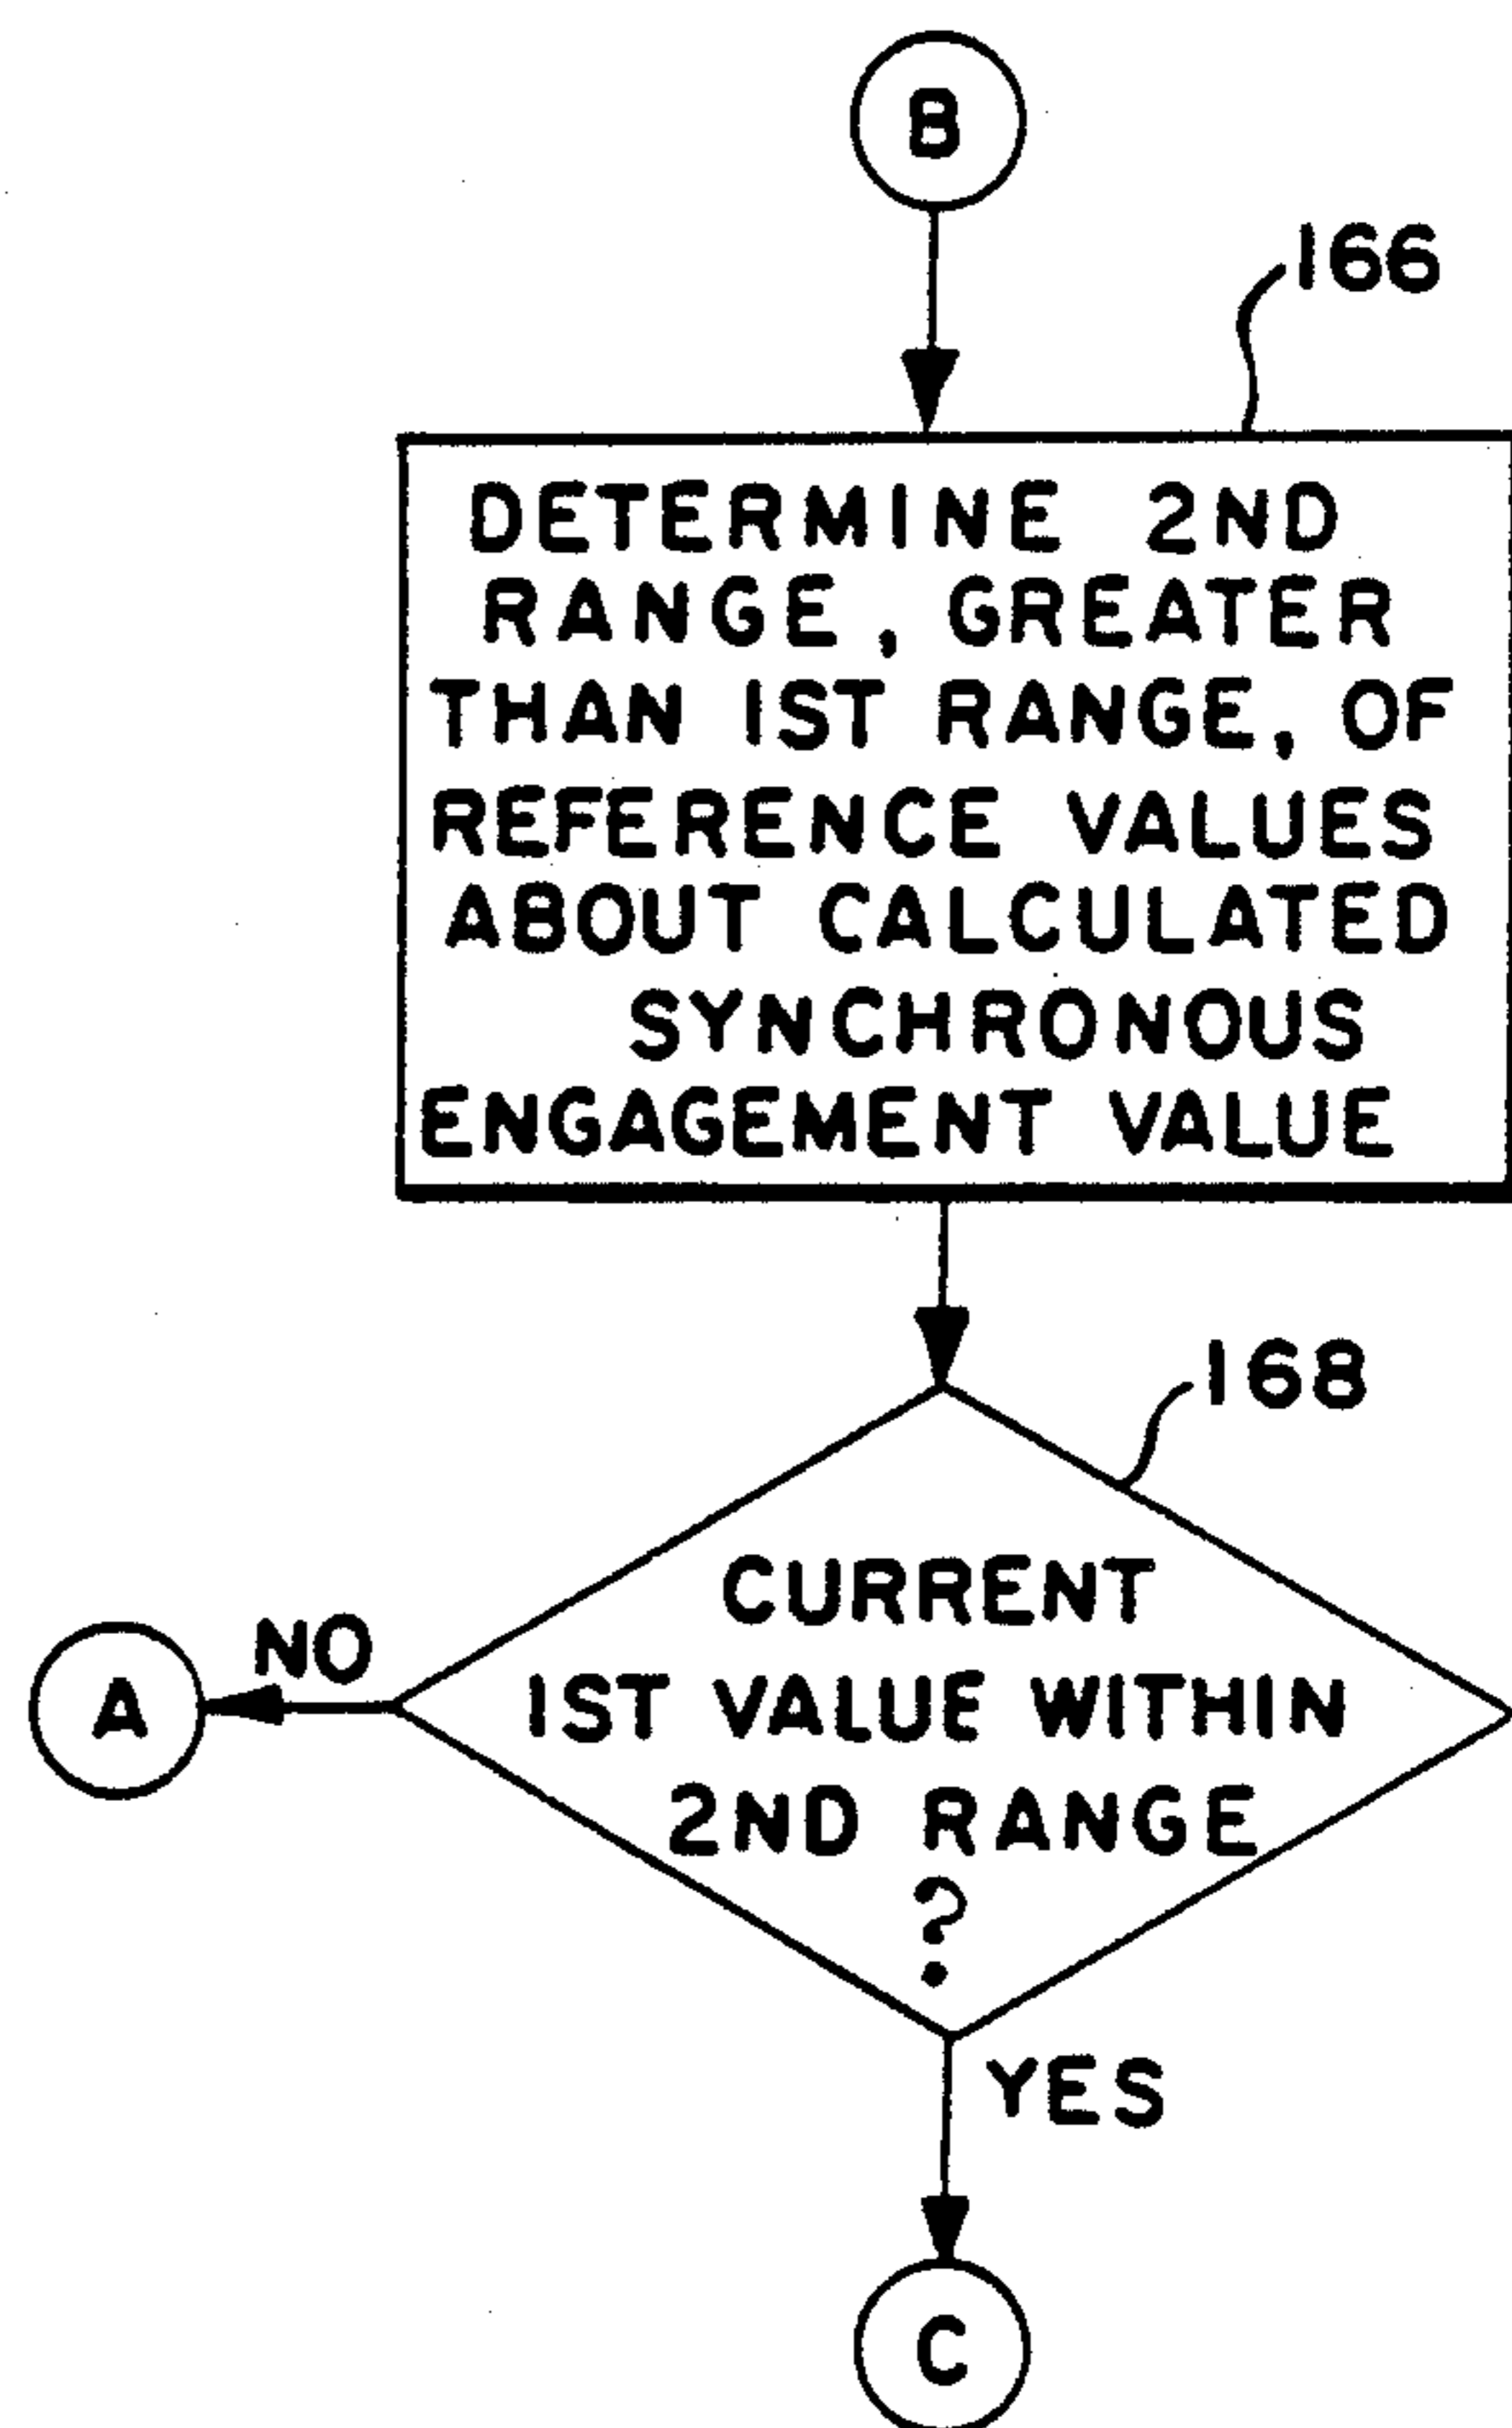 B
166
DETERMINE 2ND
RANGE, GREATER
THAN 1ST RANGE, OF
REFERENCE VALUES
ABOUT CALCULATED
SYNCHRONOUS
ENGAGEMENT VALUE
168
CURRENT
1ST VALUE WITHIN
2ND RANGE
?
NO
A
YES
C